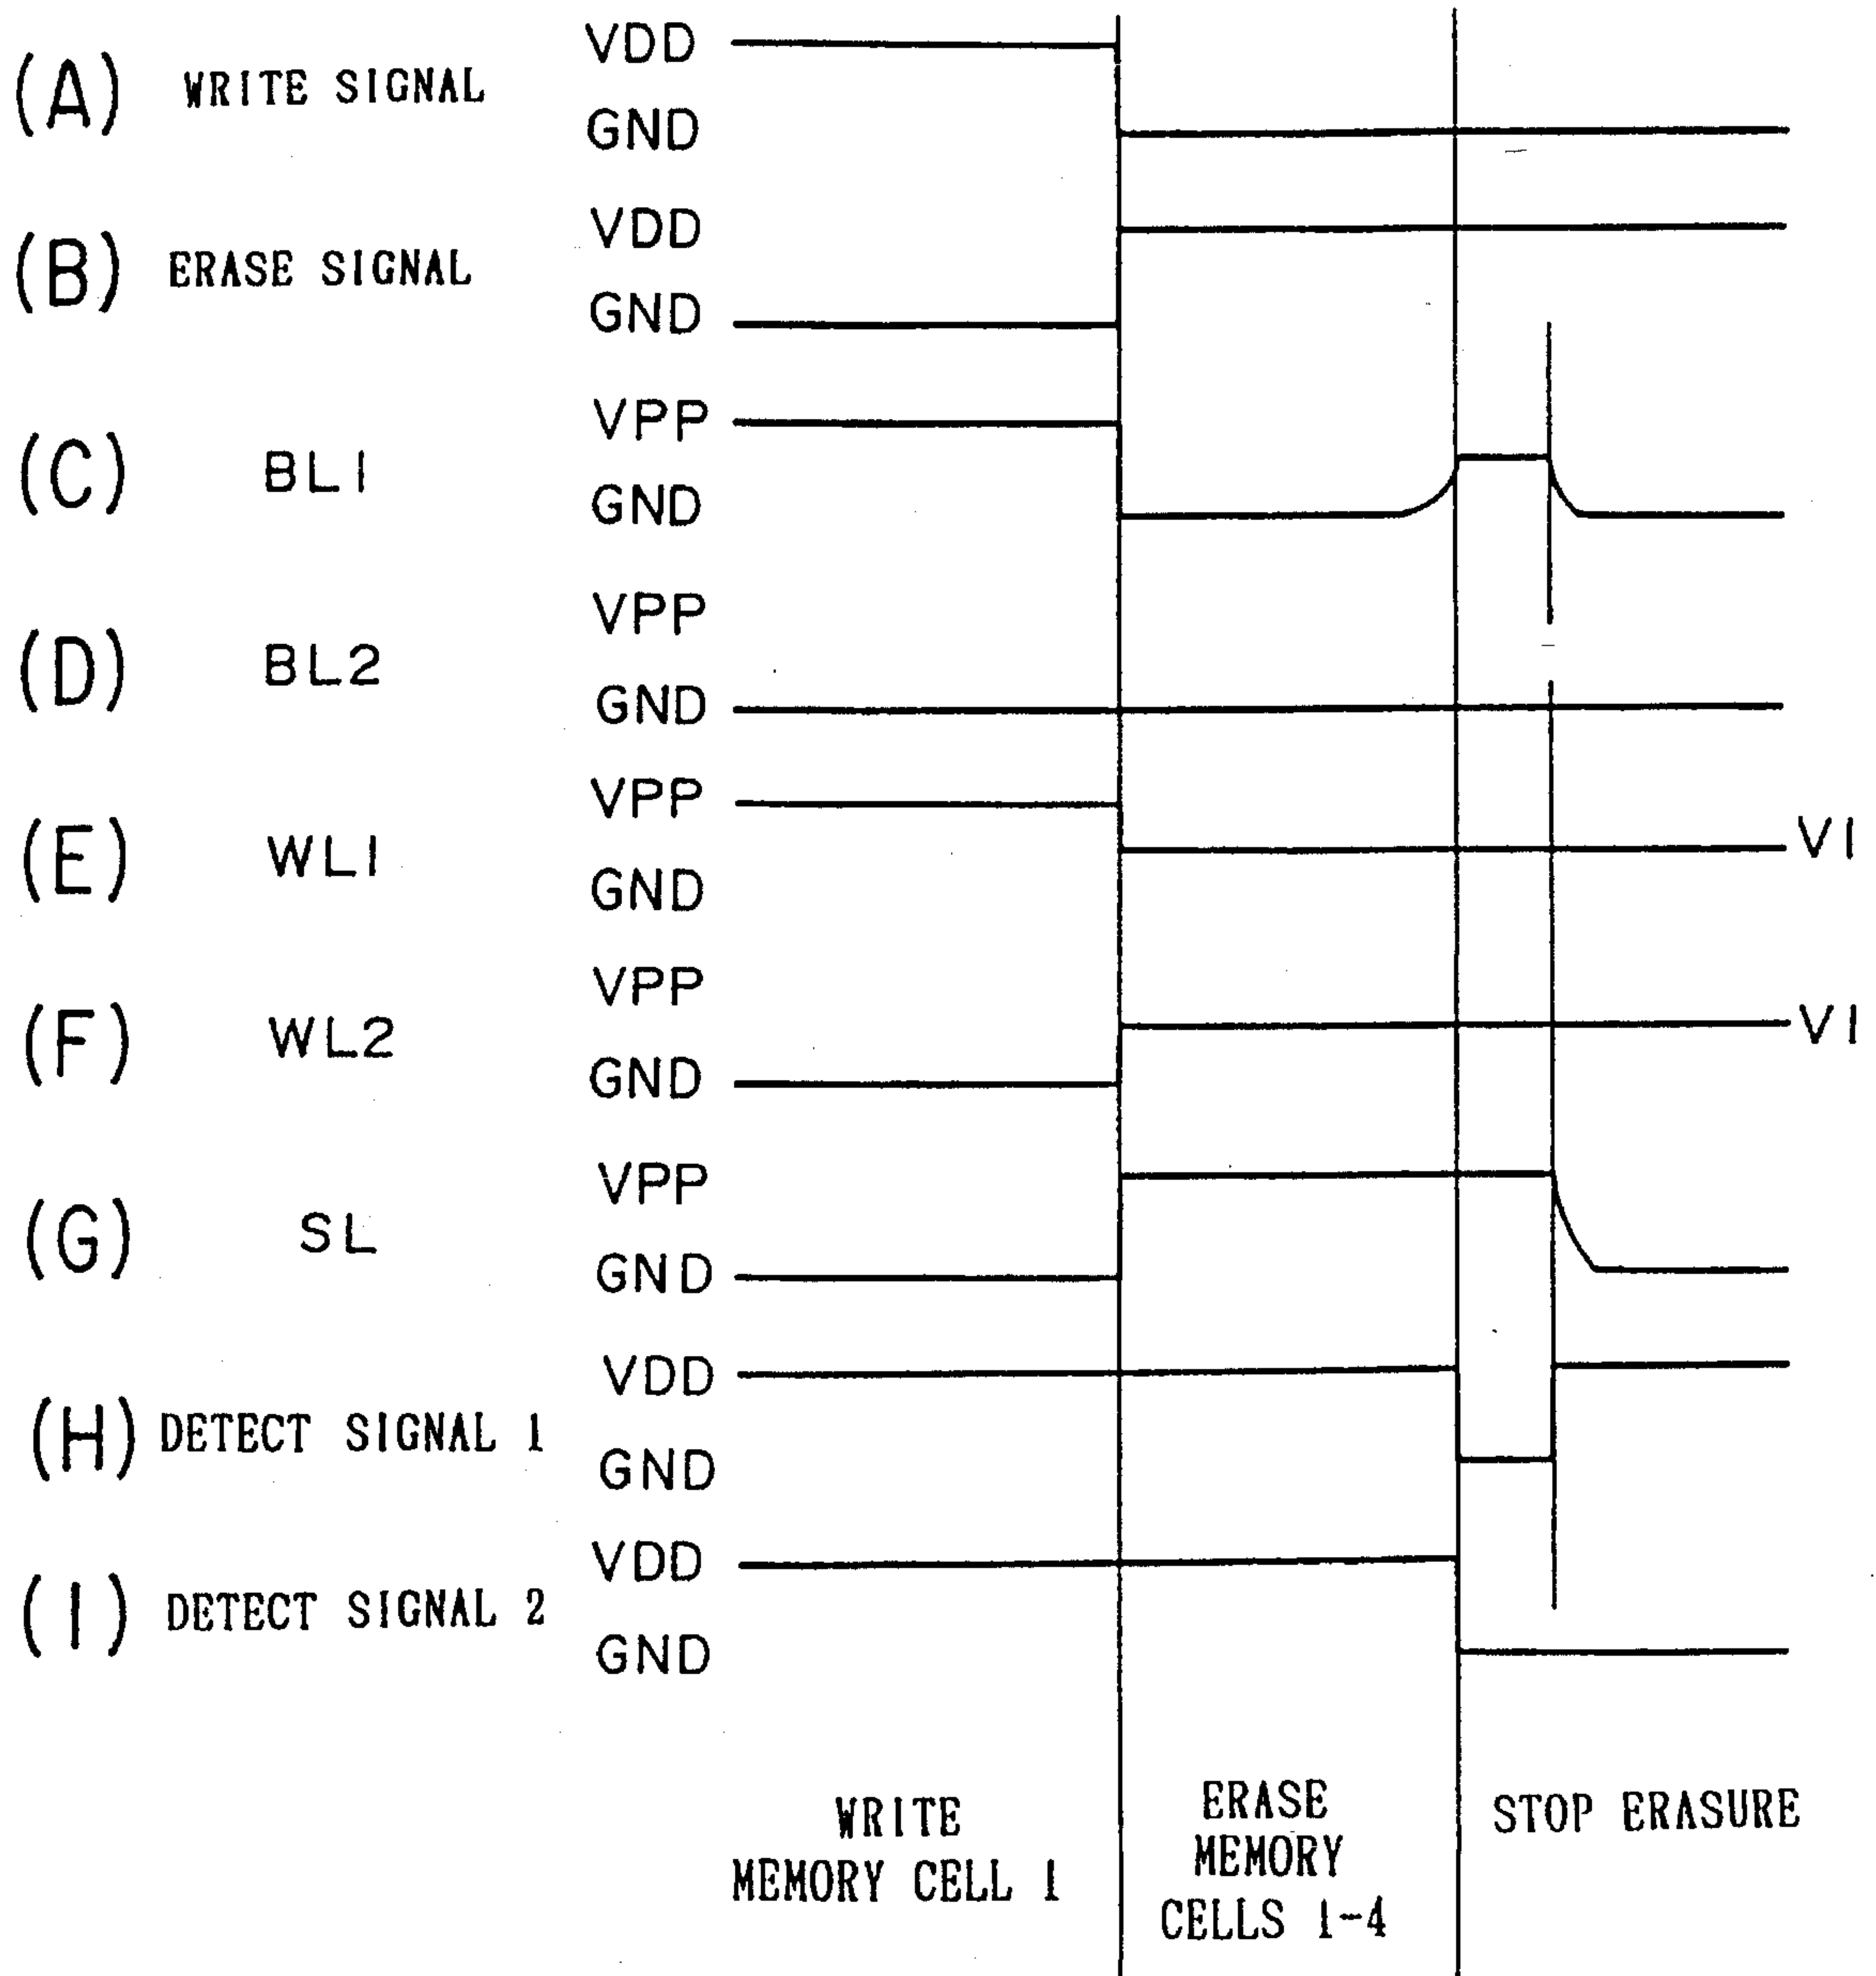 VDD
(A) WRITE SIGNAL
GND
VDD
(B) ERASE SIGNAL
GND
VPP
(C) BL1
GND
VPP
(D) BL2
GND
VPP
(E) WL1 V1
GND
VPP
(F) WL2 V1
GND
VPP
(G) SL
GND
VDD
(H) DETECT SIGNAL 1
GND
VDD
(I) DETECT SIGNAL 2
GND
WRITE
MEMORY CELL 1
ERASE
MEMORY
CELLS 1-4
STOP ERASURE